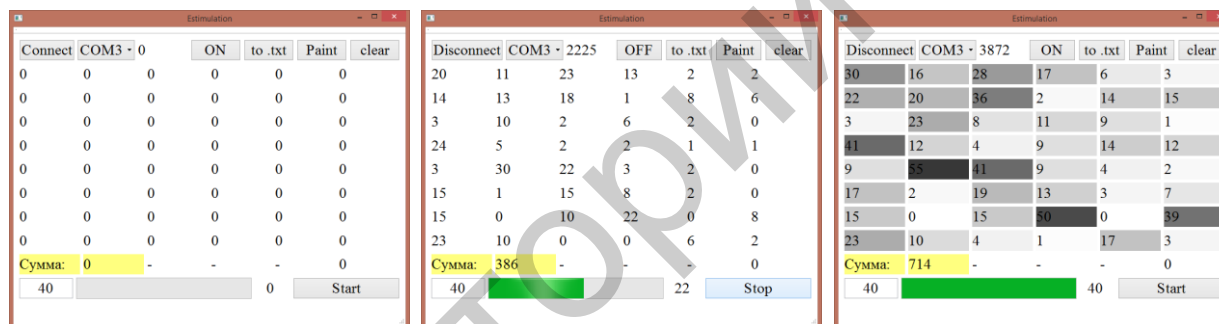 Estimulation
Connect COM3 0 ON to .txt Paint clear
0 0 0 0 0 0
0 0 0 0 0 0
0 0 0 0 0 0
0 0 0 0 0 0
0 0 0 0 0 0
0 0 0 0 0 0
0 0 0 0 0 0
0 0 0 0 0 0
Сумма: 0 - - - 0
40 0 Start
Estimulation
Disconnect COM3 2225 OFF to .txt Paint clear
20 11 23 13 2 2
14 13 18 1 8 6
3 10 2 6 2 0
24 5 2 2 1 1
3 30 22 3 2 0
15 1 15 8 2 0
15 0 10 22 0 8
23 10 0 0 6 2
Сумма: 386 - - - 0
40 22 Stop
Estimulation
Disconnect COM3 3872 ON to .txt Paint clear
30 16 28 17 6 3
22 20 36 2 14 15
3 23 8 11 9 1
41 12 4 9 14 12
9 55 41 9 4 2
17 2 19 13 3 7
15 0 15 50 0 39
23 10 4 1 17 3
Сумма: 714 - - - 0
40 40 Start
тории